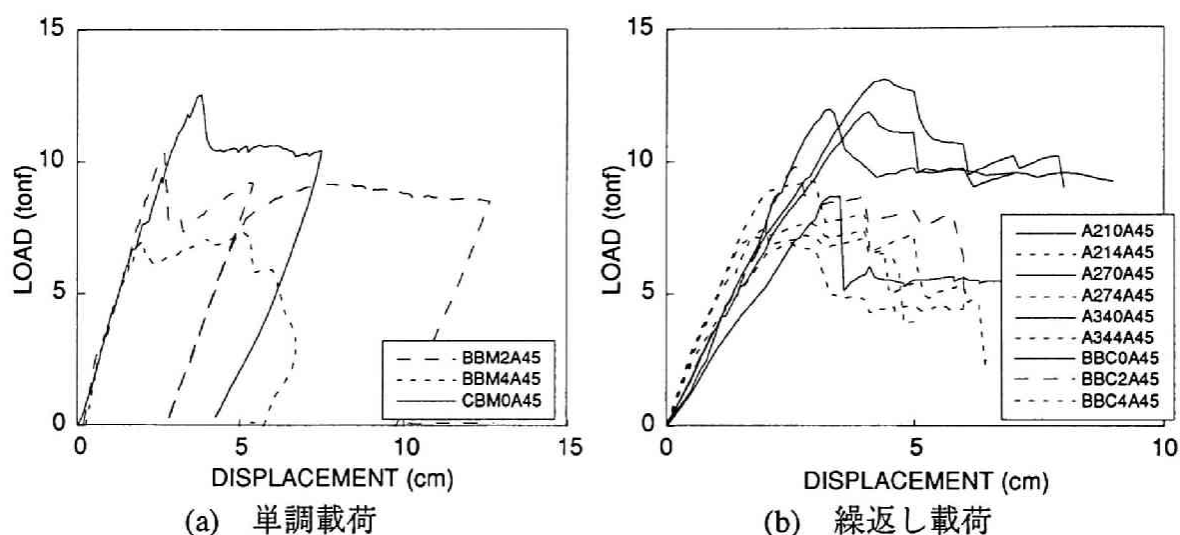 15
10
5
0
LOAD (tonf)
0
5
10
15
DISPLACEMENT (cm)
BBM2A45
BBM4A45
CBM0A45
(a) 単調載荷
15
10
5
0
LOAD (tonf)
0
5
10
DISPLACEMENT (cm)
A210A45
A214A45
A270A45
A274A45
A340A45
A344A45
BBC0A45
BBC2A45
BBC4A45
(b) 繰返し載荷